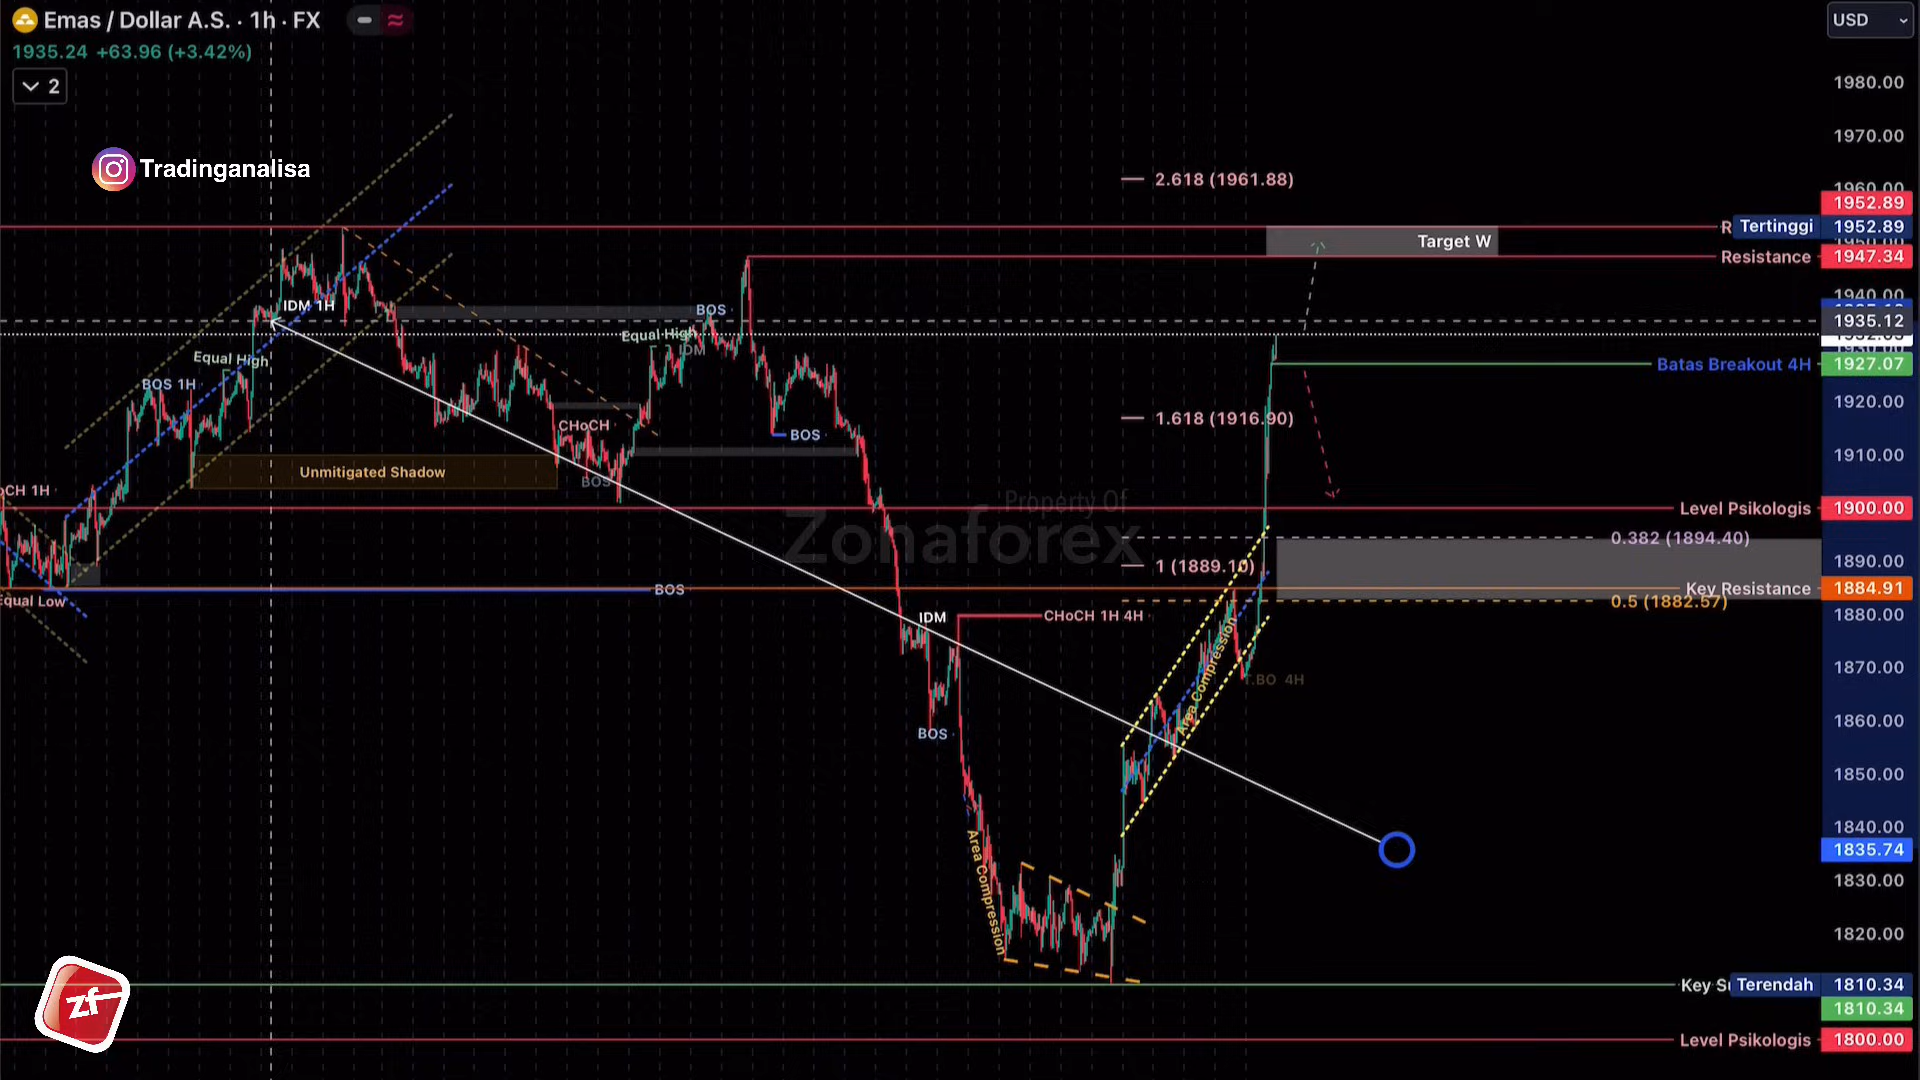 Emas / Dollar A.S. · 1h · FX
1935.24 +63.96 (+3.42%)
2
USD
Tradinganalisa
1980.00
1970.00
1960.00
2.618 (1961.88)
1952.89
R Tertinggi 1952.89
Target W
Resistance 1947.34
1940.00
IDM 1H
BOS
1935.12
Equal High
IDM
Equal High
Batas Breakout 4H 1927.07
BOS 1H
1920.00
1.618 (1916.90)
CHoCH
BOS
1910.00
Unmitigated Shadow
BOS
CH 1H
Property Of
Zonaforex
Level Psikologis 1900.00
0.382 (1894.40)
1 (1889.10)
1890.00
BOS
Key Resistance 1884.91
Equal Low
0.5 (1882.57)
IDM
CHoCH 1H 4H
1880.00
1870.00
T.BO 4H
Area Compression
1860.00
BOS
1850.00
1840.00
1835.74
Area Compression
1830.00
1820.00
Key S Terendah 1810.34
1810.34
zf
Level Psikologis 1800.00